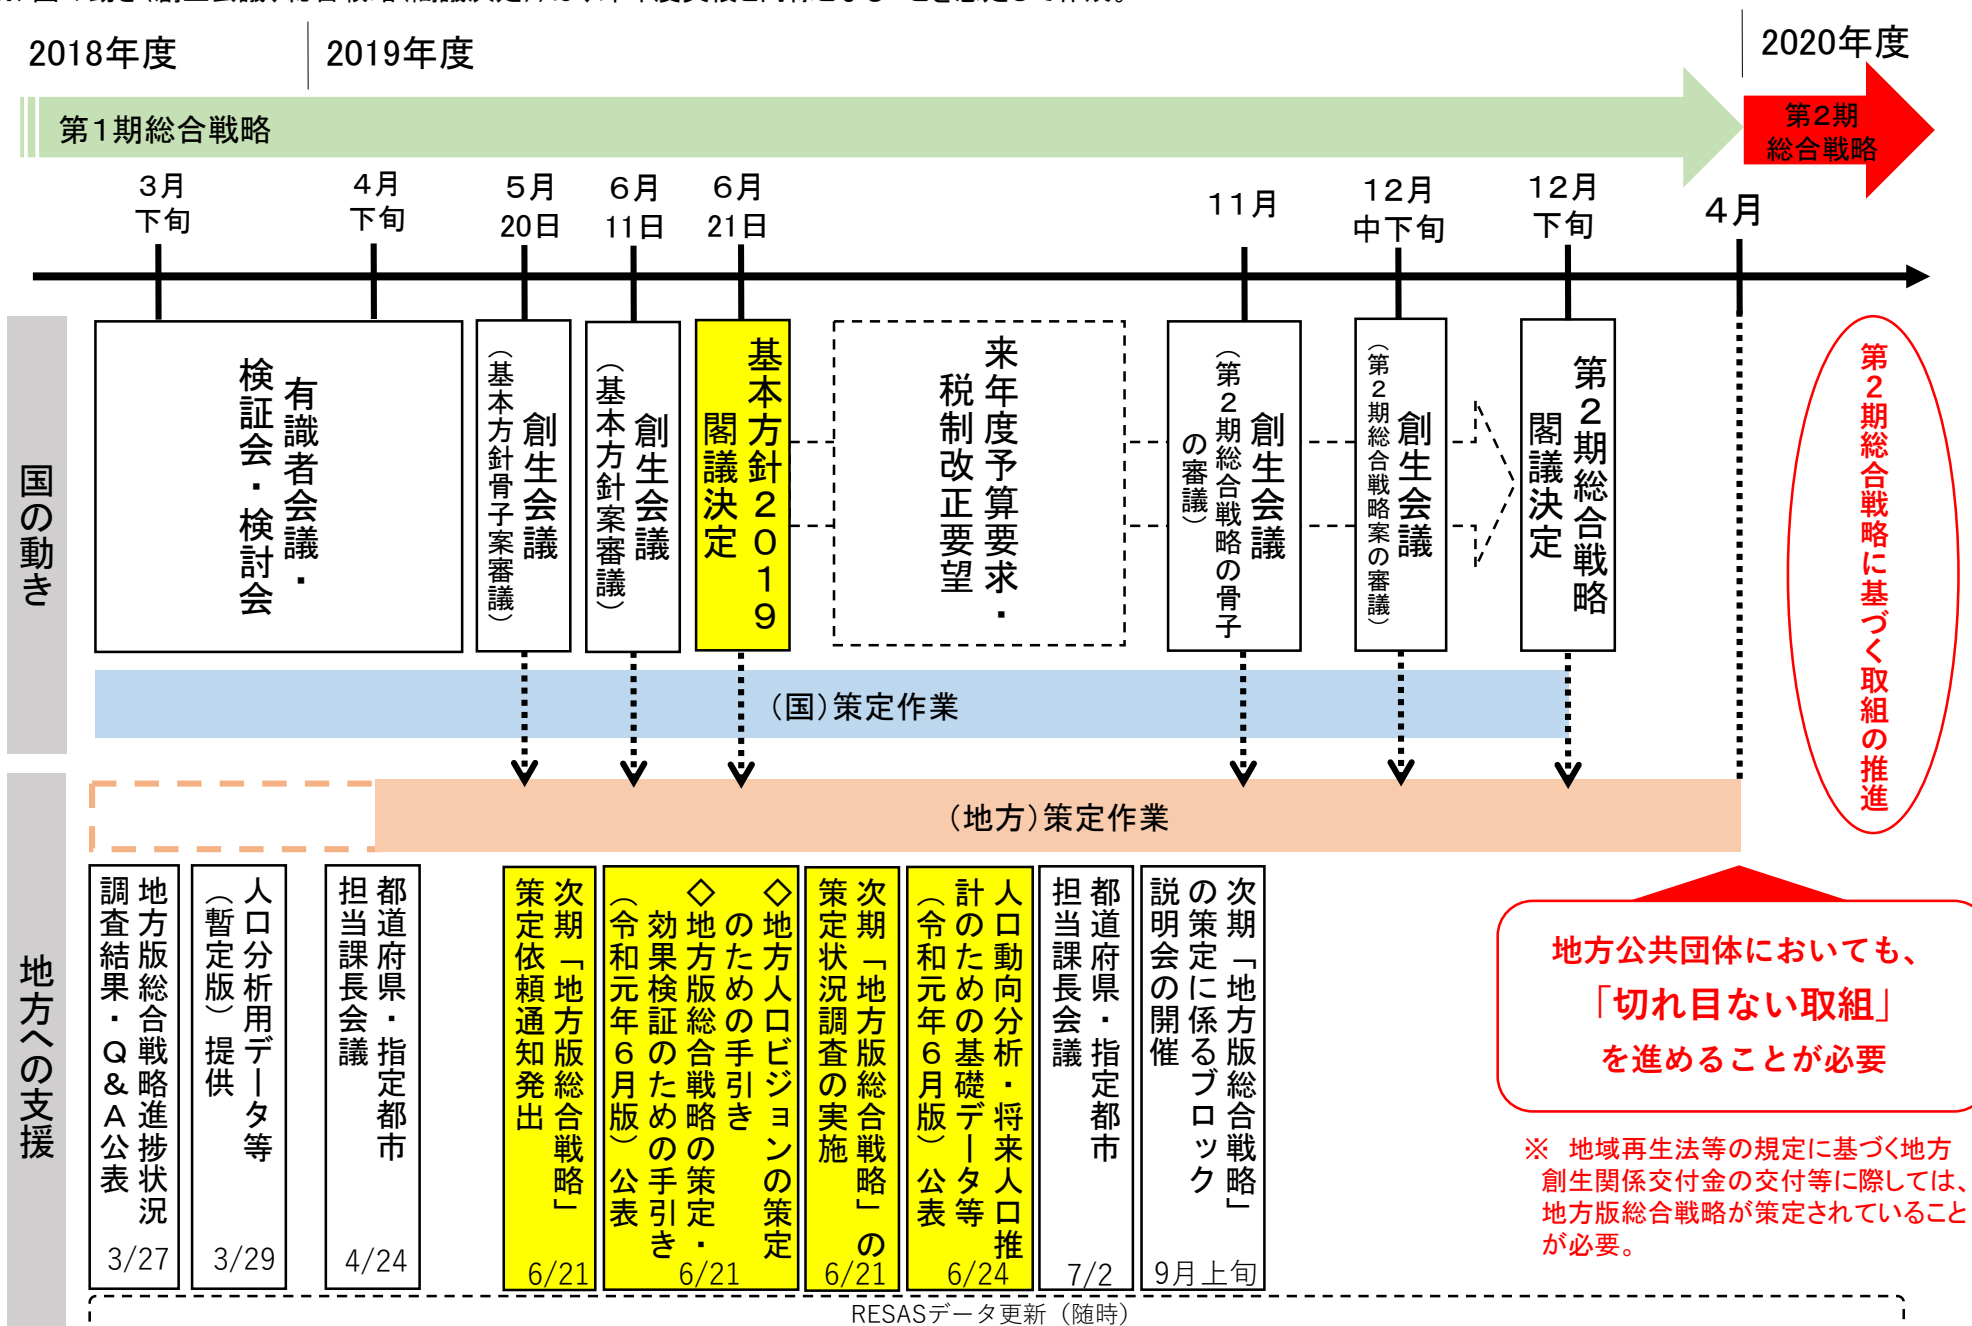 2018年度
2019年度
2020年度
第1期総合戦略
第2期
総合戦略
3月
下旬
4月
下旬
5月
20日
6月
11日
6月
21日
11月
12月
中下旬
12月
下旬
4月
国の動き
有識者会議・
検証会・検討会
創生会議
（基本方針骨子案審議）
創生会議
（基本方針案審議）
基本方針2019
閣議決定
来年度予算要求・
税制改正要望
創生会議
（第2期総合戦略の骨子
の審議）
創生会議
（第2期総合戦略案の審議）
第2期総合戦略
閣議決定
第2期総合戦略に基づく取組の推進
（国）策定作業
（地方）策定作業
地方への支援
地方版総合戦略進捗状況
調査結果・Q&A公表
3/27
人口分析用データ等
（暫定版）提供
3/29
都道府県・指定都市
担当課長会議
4/24
次期「地方版総合戦略」
策定依頼通知発出
6/21
◇地方人口ビジョンの策定
のための手引き
◇地方版総合戦略の策定・
効果検証のための手引き
（令和元年6月版）公表
6/21
次期「地方版総合戦略」の
策定状況調査の実施
6/21
人口動向分析・将来人口推
計のための基礎データ等
（令和元年6月版）公表
6/24
都道府県・指定都市
担当課長会議
7/2
次期「地方版総合戦略」
の策定に係るブロック
説明会の開催
9月上旬
地方公共団体においても、
「切れ目ない取組」
を進めることが必要
※ 地域再生法等の規定に基づく地方
創生関係交付金の交付等に際しては、
地方版総合戦略が策定されていること
が必要。
RESASデータ更新（随時）